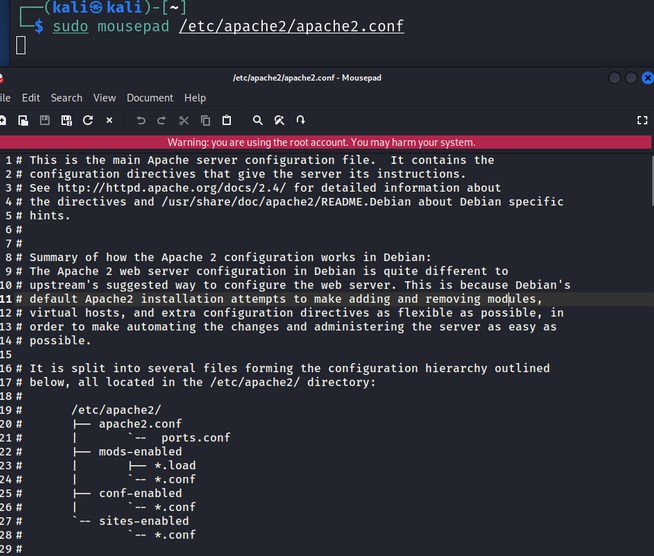 (kali㉿kali)-[~]
$ sudo mousepad /etc/apache2/apache2.conf
/etc/apache2/apache2.conf - Mousepad
ile Edit Search View Document Help
Warning: you are using the root account. You may harm your system.
1 # This is the main Apache server configuration file.  It contains the
2 # configuration directives that give the server its instructions.
3 # See http://httpd.apache.org/docs/2.4/ for detailed information about
4 # the directives and /usr/share/doc/apache2/README.Debian about Debian specific
5 # hints.
6 #
7 #
8 # Summary of how the Apache 2 configuration works in Debian:
9 # The Apache 2 web server configuration in Debian is quite different to
10 # upstream's suggested way to configure the web server. This is because Debian's
11 # default Apache2 installation attempts to make adding and removing modules,
12 # virtual hosts, and extra configuration directives as flexible as possible, in
13 # order to make automating the changes and administering the server as easy as
14 # possible.
15
16 # It is split into several files forming the configuration hierarchy outlined
17 # below, all located in the /etc/apache2/ directory:
18 #
19 #       /etc/apache2/
20 #       ├── apache2.conf
21 #       |       `--  ports.conf
22 #       ├── mods-enabled
23 #       |       ├── *.load
24 #       |       `-- *.conf
25 #       ├── conf-enabled
26 #       |       `-- *.conf
27 #       `-- sites-enabled
28 #               `-- *.conf
29 #